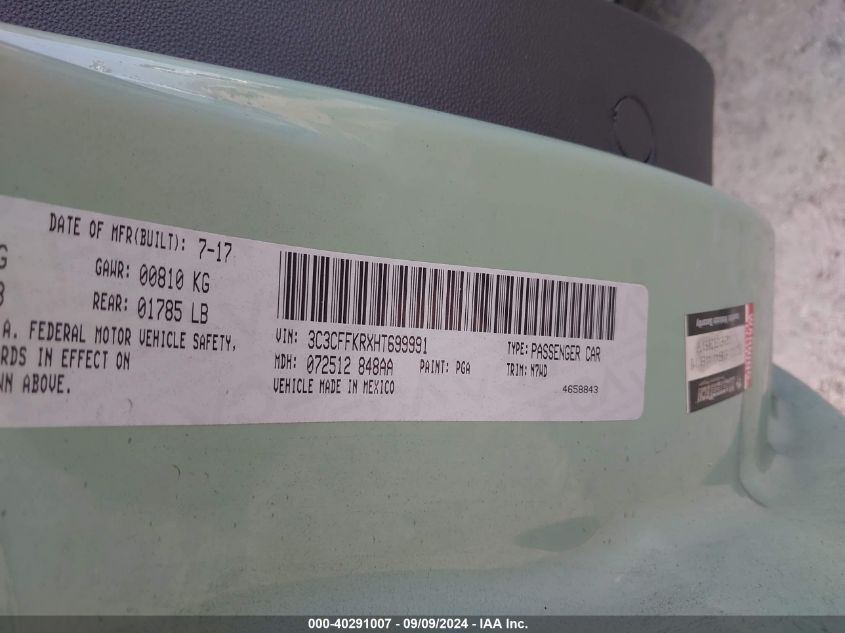 DATE OF MFR(BUILT): 7-17
G GAWR: 00810 KG
B REAR: 01785 LB
A. FEDERAL MOTOR VEHICLE SAFETY,
RDS IN EFFECT ON
WN ABOVE.
VIN: 3C3CFFKRXHT699991 TYPE: PASSENGER CAR
MDH: 072512 848AA PAINT: PGA TRIM: N7WD
VEHICLE MADE IN MEXICO 4658843
000-40291007 - 09/09/2024 - IAA Inc.